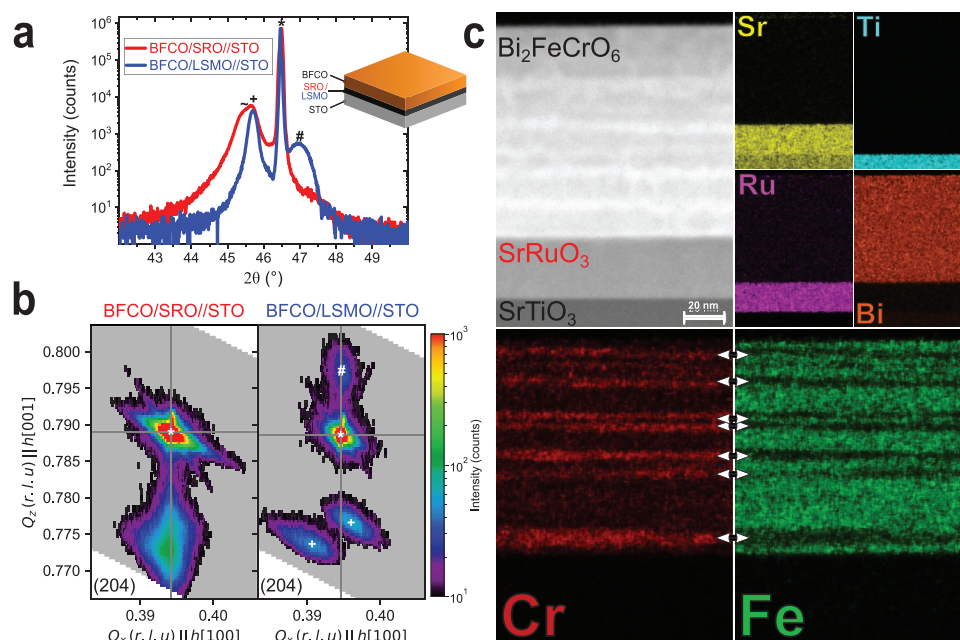 a
10⁶
10⁵
10⁴
10³
10²
10¹
Intensity (counts)
BFCO/SRO//STO
BFCO/LSMO//STO
*
~+
#
BFCO
SRO/
LSMO
STO
43 44 45 46 47 48 49
2θ (°)
b
BFCO/SRO//STO BFCO/LSMO//STO
0.800
0.795
0.790
0.785
0.780
0.775
0.770
Q_z (r. l. u) || h[001]
#
(204) (204)
0.39 0.40 0.39 0.40
Q_x (r. l. u) || h[100] Q_x (r. l. u) || h[100]
10³
10²
10¹
Intensity (counts)
c
Bi₂FeCrO₆
SrRuO₃
SrTiO₃
20 nm
Sr
Ti
Ru
Bi
Cr
Fe